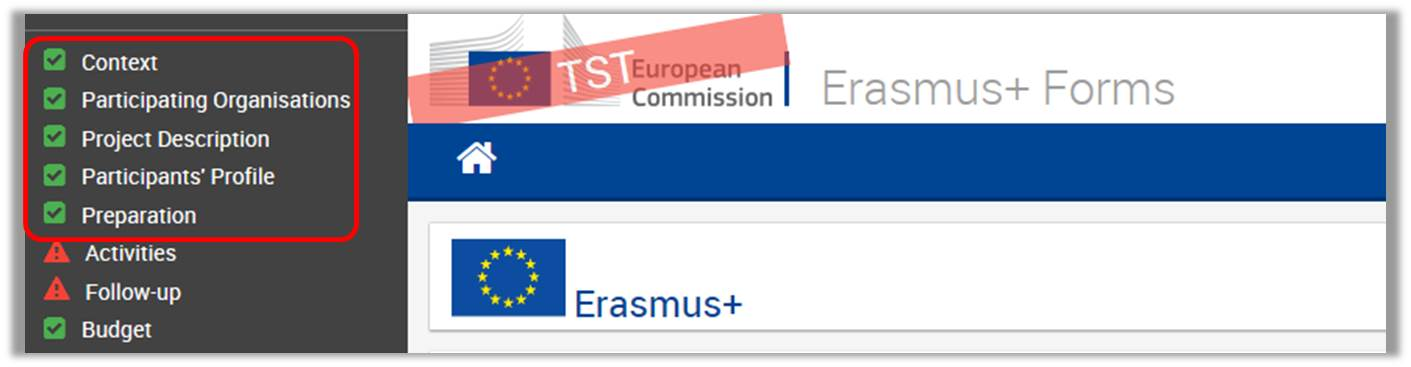 Context
Participating Organisations
Project Description
Participants' Profile
Preparation
Activities
Follow-up
Budget
TST
European
Commission
Erasmus+ Forms
Erasmus+